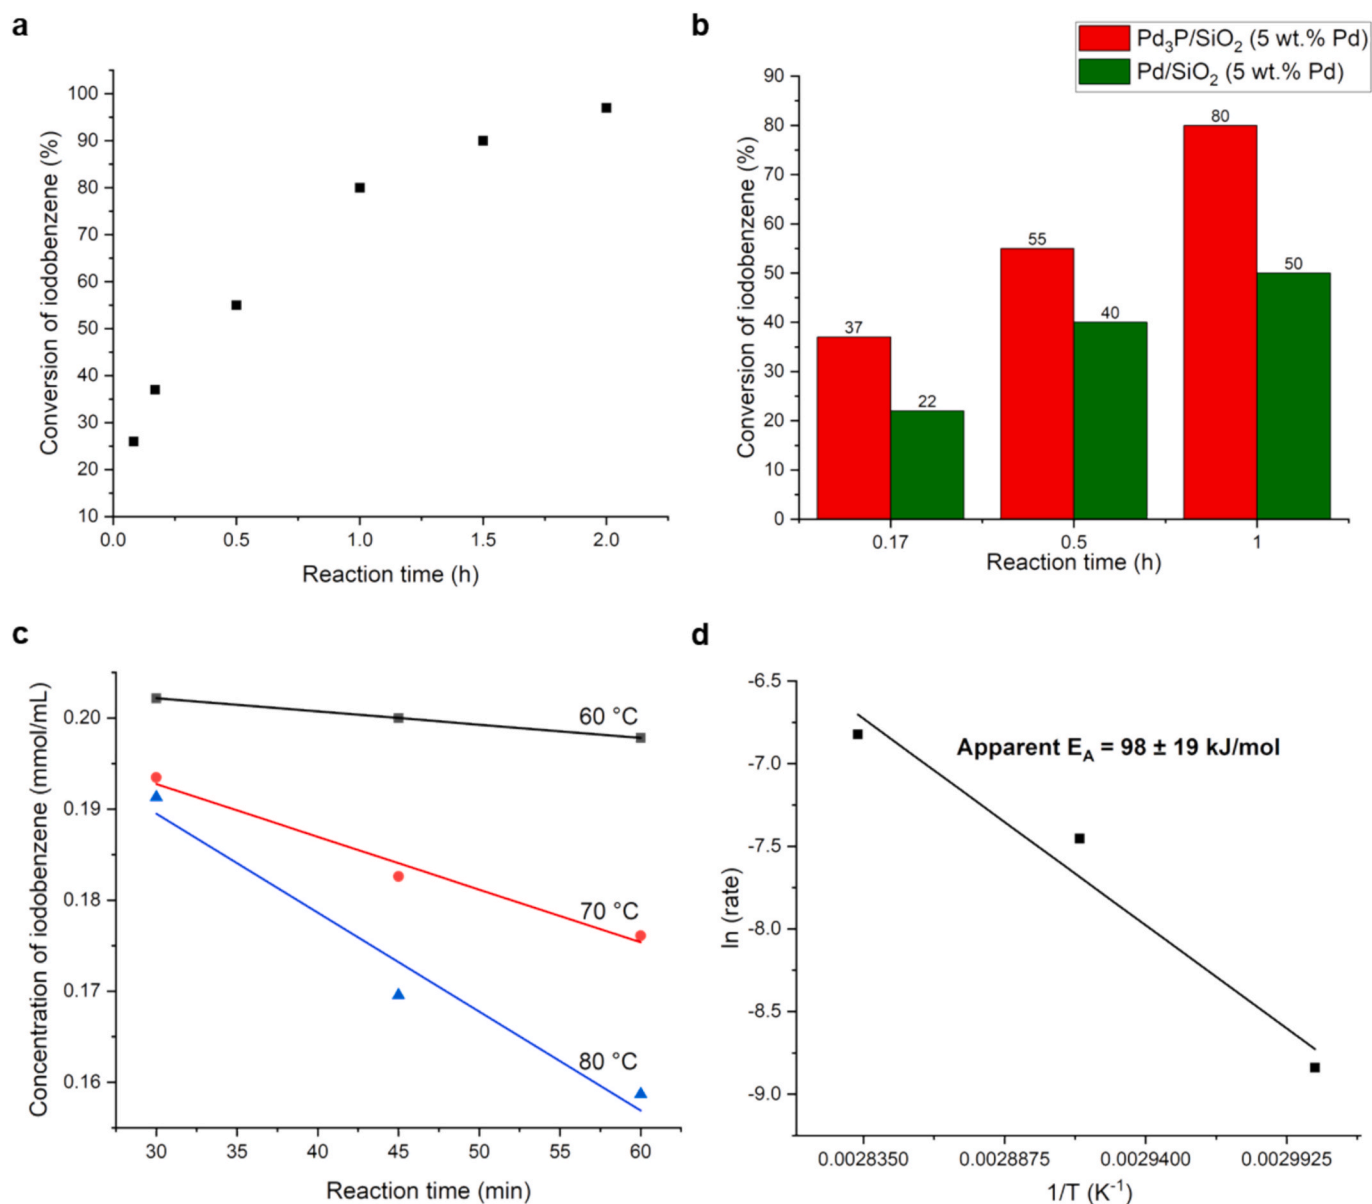 a
Conversion of iodobenzene (%)
100
90
80
70
60
50
40
30
20
10
0.0 0.5 1.0 1.5 2.0
Reaction time (h)
b
Pd₃P/SiO₂ (5 wt.% Pd)
Pd/SiO₂ (5 wt.% Pd)
Conversion of iodobenzene (%)
90
80
70
60
50
40
30
20
10
0
37
22
55
40
80
50
0.17 0.5 1
Reaction time (h)
c
Concentration of iodobenzene (mmol/mL)
0.20
0.19
0.18
0.17
0.16
60 °C
70 °C
80 °C
30 35 40 45 50 55 60
Reaction time (min)
d
ln (rate)
-6.5
-7.0
-7.5
-8.0
-8.5
-9.0
Apparent E_A = 98 ± 19 kJ/mol
0.0028350 0.0028875 0.0029400 0.0029925
1/T (K⁻¹)